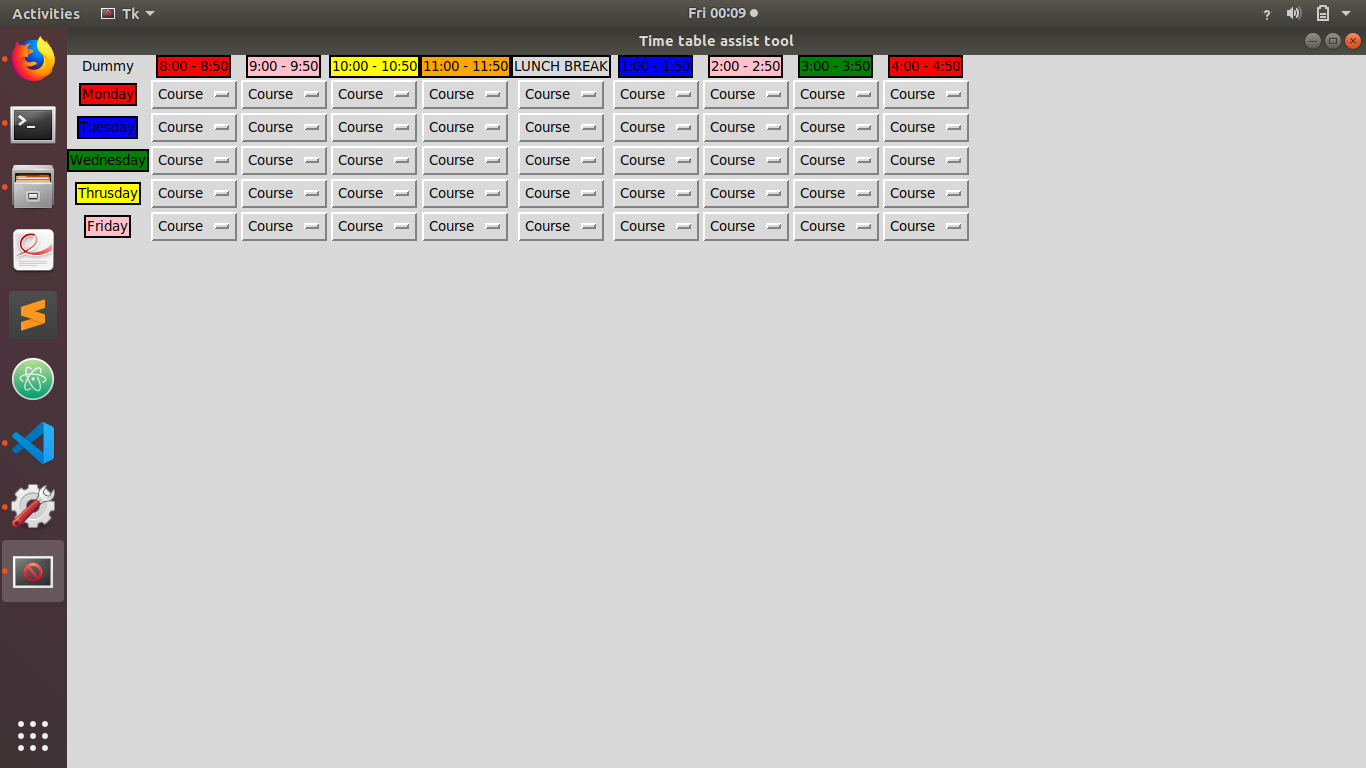 Activities Tk Fri 00:09
Time table assist tool
Dummy 8:00 - 8:50 9:00 - 9:50 10:00 - 10:50 11:00 - 11:50 LUNCH BREAK 1:00 - 1:50 2:00 - 2:50 3:00 - 3:50 4:00 - 4:50
Monday Course Course Course Course Course Course Course Course Course
Tuesday Course Course Course Course Course Course Course Course Course
Wednesday Course Course Course Course Course Course Course Course Course
Thrusday Course Course Course Course Course Course Course Course Course
Friday Course Course Course Course Course Course Course Course Course